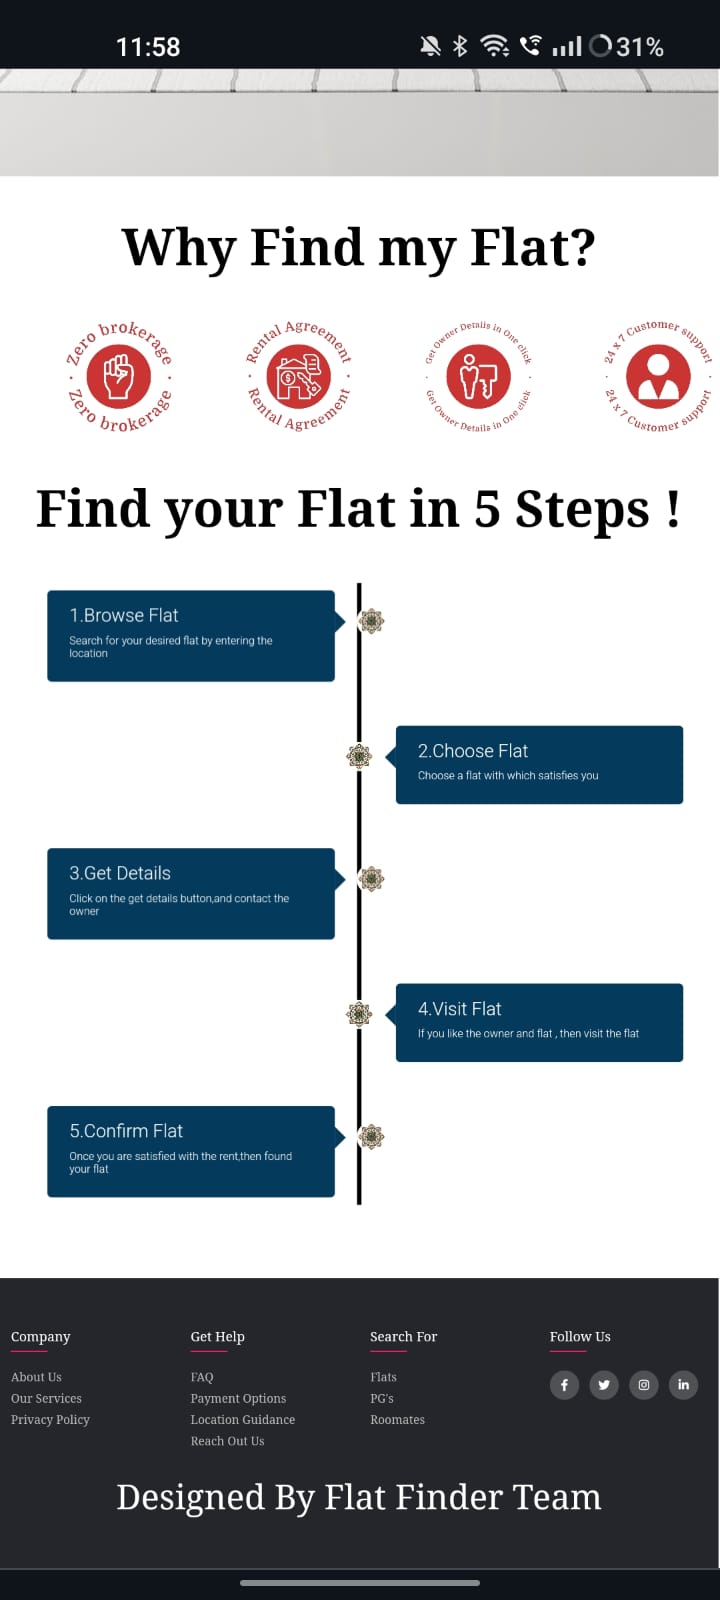 11:58
31%
Why Find my Flat?
Zero brokerage
Zero brokerage
Rental Agreement
Rental Agreement
Get Owner Details in One click
Get Owner Details in One click
24 x 7 Customer support
24 x 7 Customer support
Find your Flat in 5 Steps !
1.Browse Flat
Search for your desired flat by entering the
location
2.Choose Flat
Choose a flat with which satisfies you
3.Get Details
Click on the get details button,and contact the
owner
4.Visit Flat
If you like the owner and flat , then visit the flat
5.Confirm Flat
Once you are satisfied with the rent,then found
your flat
Company
About Us
Our Services
Privacy Policy
Get Help
FAQ
Payment Options
Location Guidance
Reach Out Us
Search For
Flats
PG's
Roomates
Follow Us
Designed By Flat Finder Team